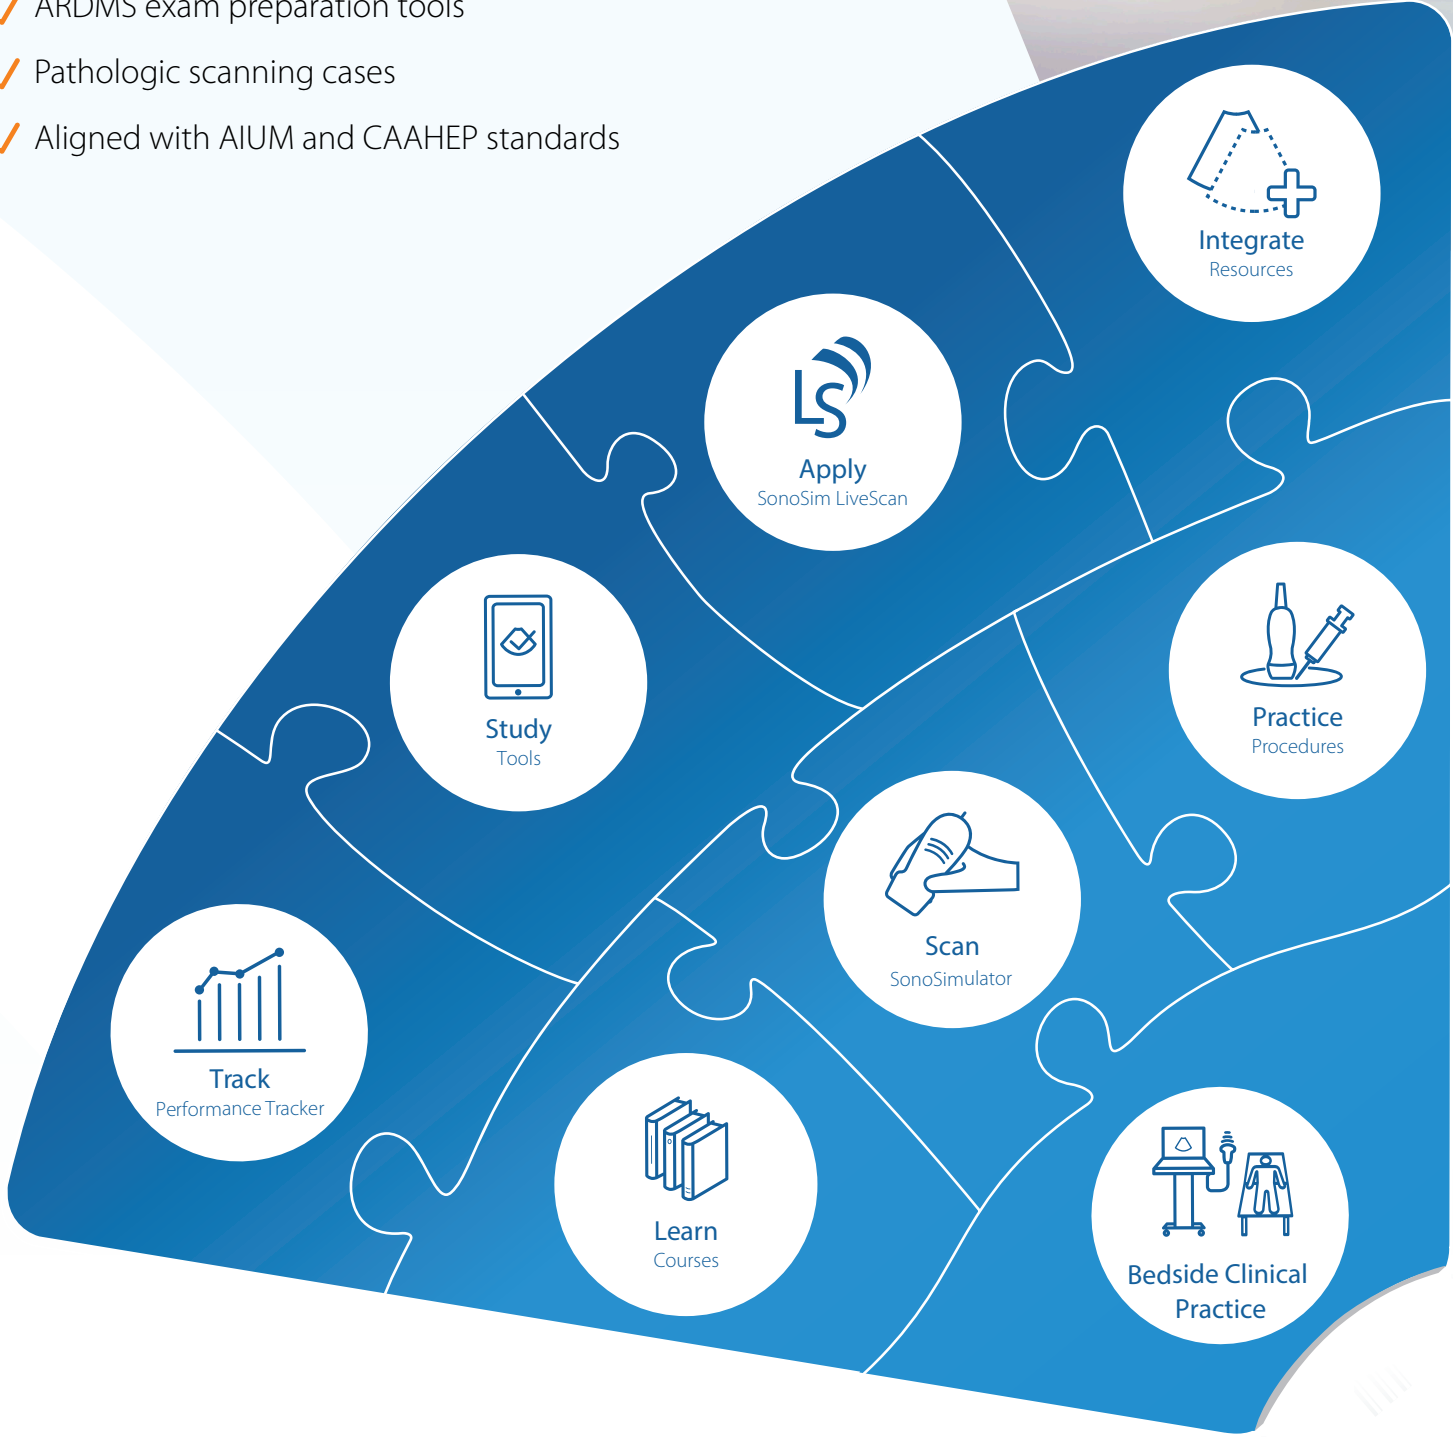 ARDMS exam preparation tools
Pathologic scanning cases
Aligned with AIUM and CAAHEP standards
Integrate
Resources
LS
Apply
SonoSim LiveScan
Study
Tools
Practice
Procedures
Scan
SonoSimulator
Track
Performance Tracker
Learn
Courses
Bedside Clinical
Practice